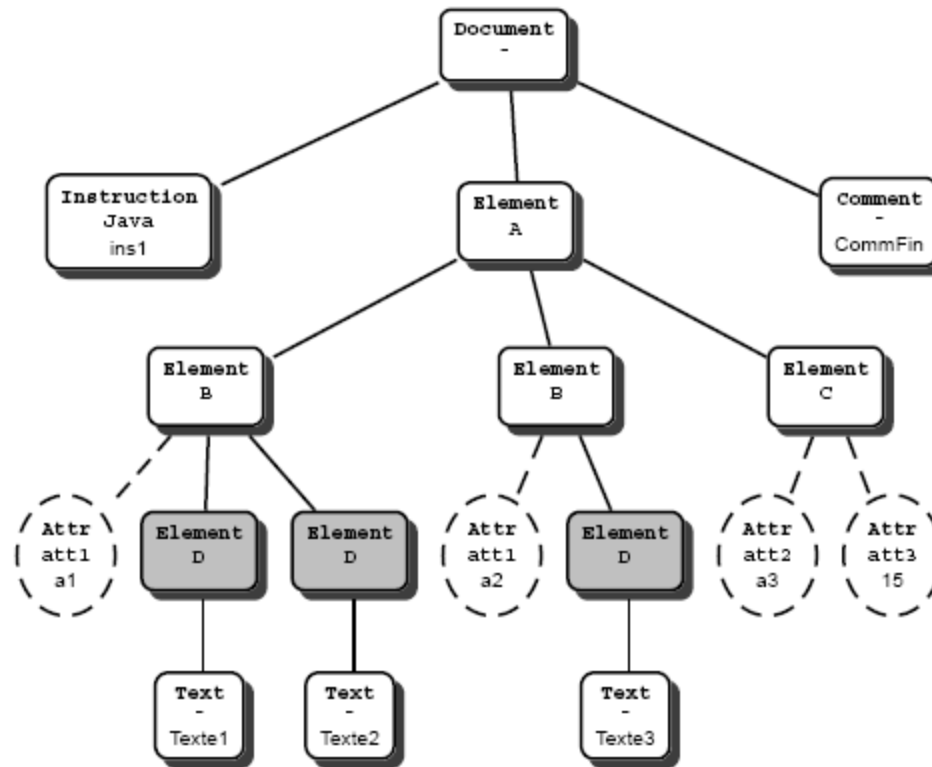 Document
-
Instruction
Java
ins1
Element
A
Comment
-
CommFin
Element
B
Element
B
Element
C
Attr
att1
a1
Element
D
Element
D
Attr
att1
a2
Element
D
Attr
att2
a3
Attr
att3
15
Text
-
Texte1
Text
-
Texte2
Text
-
Texte3